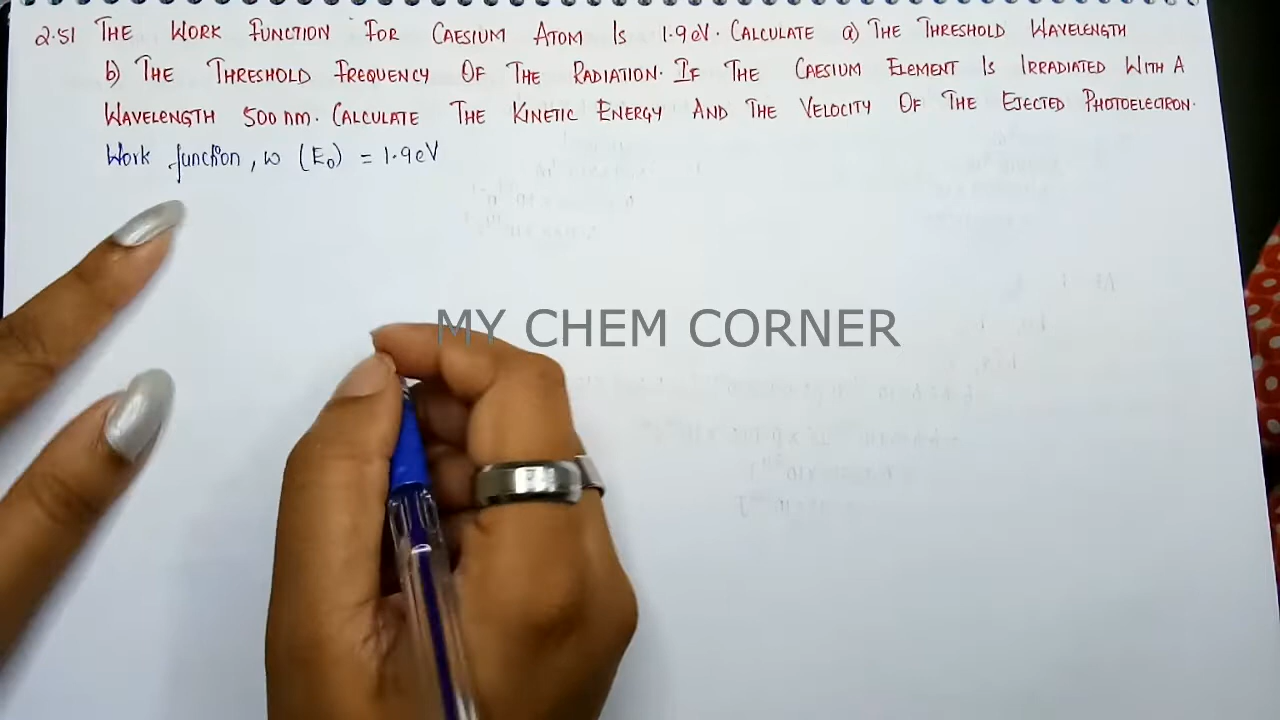 2.51 THE WORK FUNCTION FOR CAESIUM ATOM IS 1.9eV. CALCULATE a) THE THRESHOLD WAVELENGTH
b) THE THRESHOLD FREQUENCY OF THE RADIATION. IF THE CAESIUM ELEMENT IS IRRADIATED WITH A
WAVELENGTH 500 nm. CALCULATE THE KINETIC ENERGY AND THE VELOCITY OF THE EJECTED PHOTOELECTRON.
Work function, w (E₀) = 1.9eV
MY CHEM CORNER